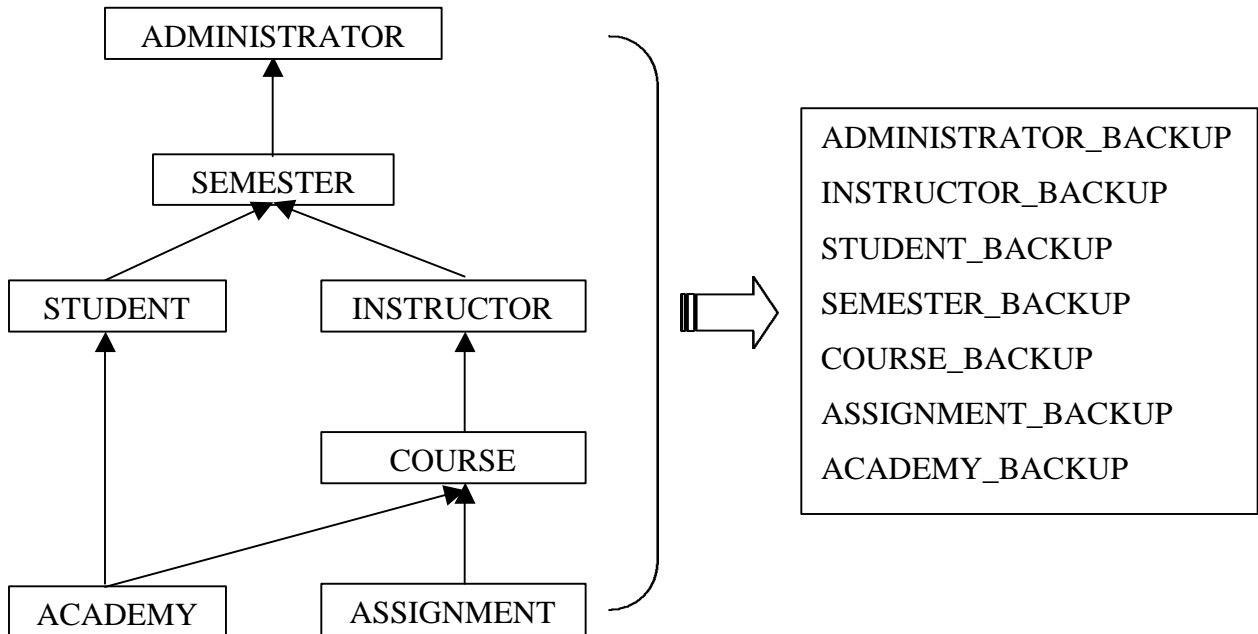 ADMINISTRATOR
SEMESTER
STUDENT
INSTRUCTOR
COURSE
ACADEMY
ASSIGNMENT
ADMINISTRATOR_BACKUP
INSTRUCTOR_BACKUP
STUDENT_BACKUP
SEMESTER_BACKUP
COURSE_BACKUP
ASSIGNMENT_BACKUP
ACADEMY_BACKUP